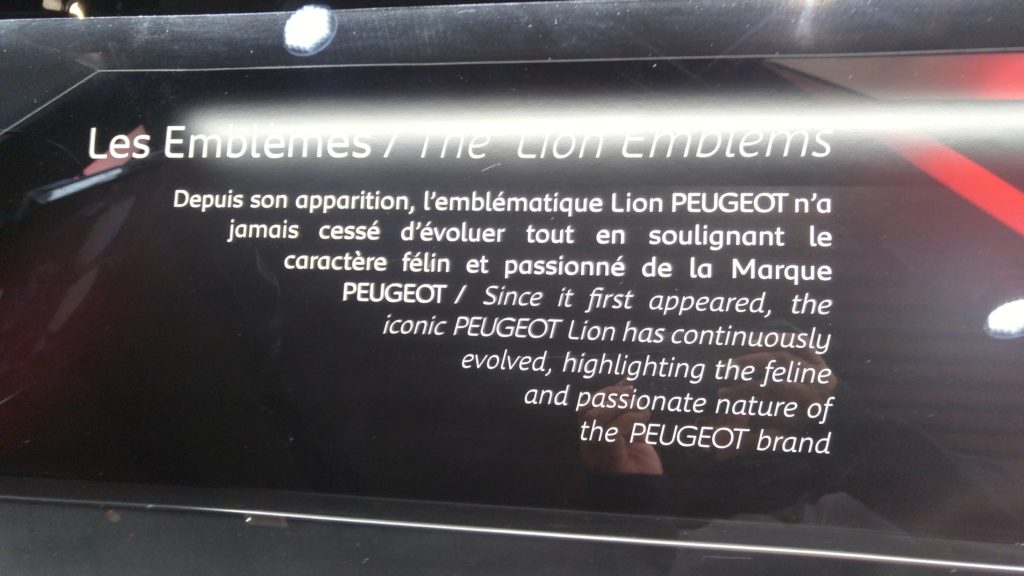 Les Emblèmes / The Lion Emblems
Depuis son apparition, l'emblématique Lion PEUGEOT n'a
jamais cessé d'évoluer tout en soulignant le
caractère félin et passionné de la Marque
PEUGEOT / Since it first appeared, the
iconic PEUGEOT Lion has continuously
evolved, highlighting the feline
and passionate nature of
the PEUGEOT brand